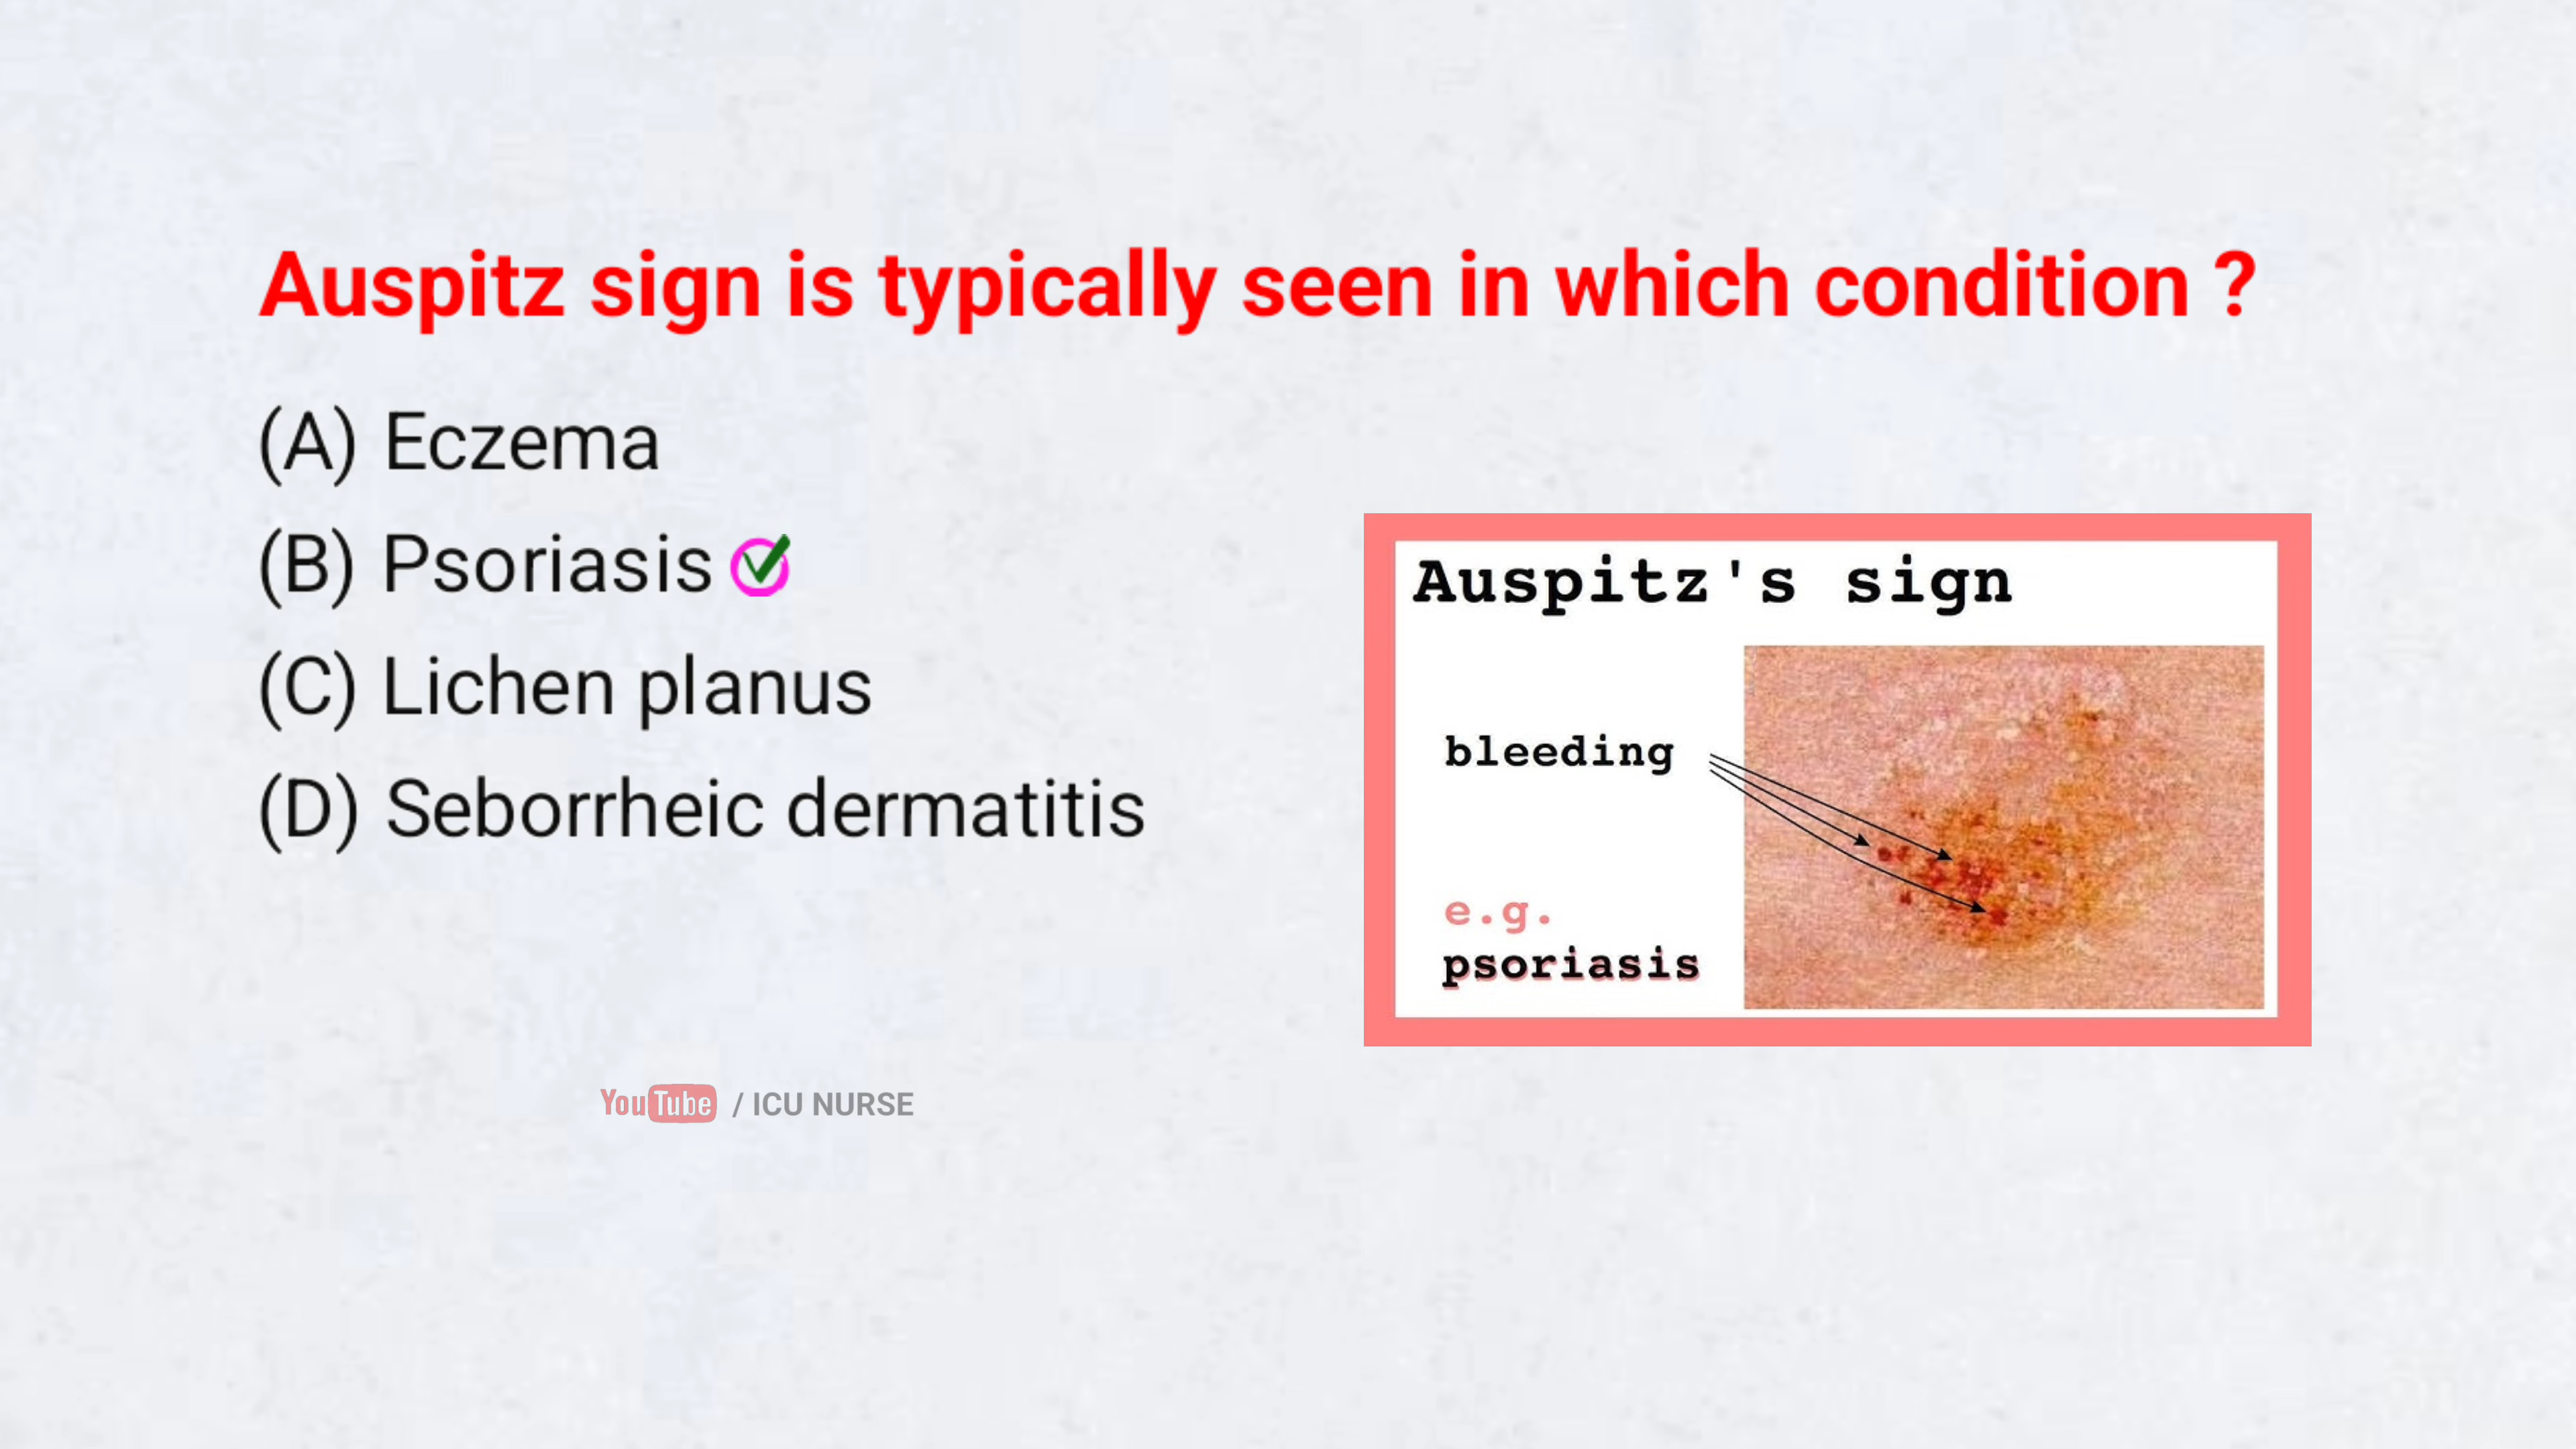 Auspitz sign is typically seen in which condition ?
(A) Eczema
(B) Psoriasis
(C) Lichen planus
(D) Seborrheic dermatitis
Auspitz's sign
bleeding
e.g.
psoriasis
YouTube / ICU NURSE